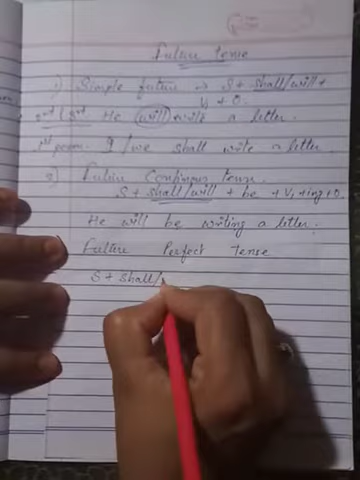 Future tense
1) Simple future → S+ shall/will+
V1 + O.
2nd/3rd He will write a letter.
1st person. I/we shall write a letter.
2) Future Continuous tense.
S+ shall/will + be + V1+ing+O.
He will be writing a letter.
Future Perfect Tense
S+ shall/